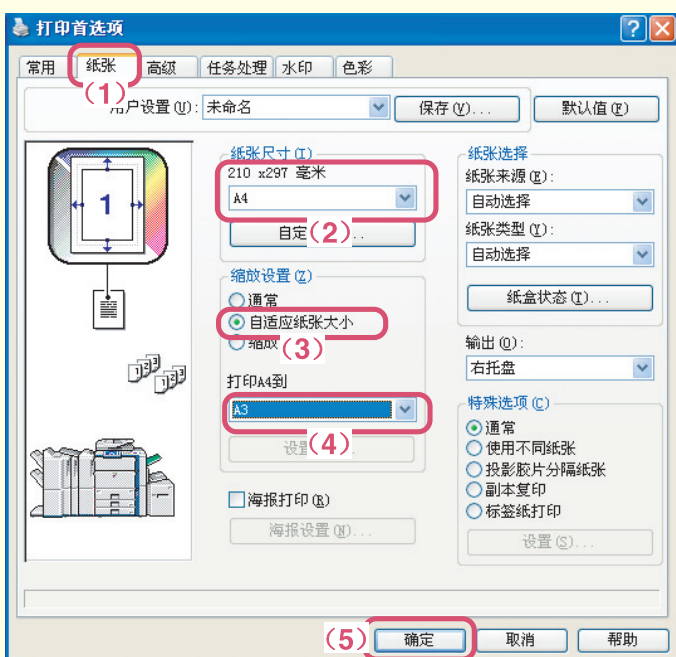 打印首选项
常用 纸张 高级 任务处理 水印 色彩
(1)
用户设置(U): 未命名 保存(V)... 默认值(F)
纸张尺寸(I)
210 x297 毫米
A4
(2)
自定 ...
缩放设置(Z)
通常
自适应纸张大小
缩放
(3)
打印A4到
A3
(4)
设置 ...
海报打印(R)
海报设置(N)...
纸张选择
纸张来源(E):
自动选择
纸张类型(Y):
自动选择
纸盒状态(T)...
输出(O):
右托盘
特殊选项(C)
通常
使用不同纸张
投影胶片分隔纸张
副本复印
标签纸打印
设置(S)...
1
1 2 3
1 2 3
(5) 确定 取消 帮助